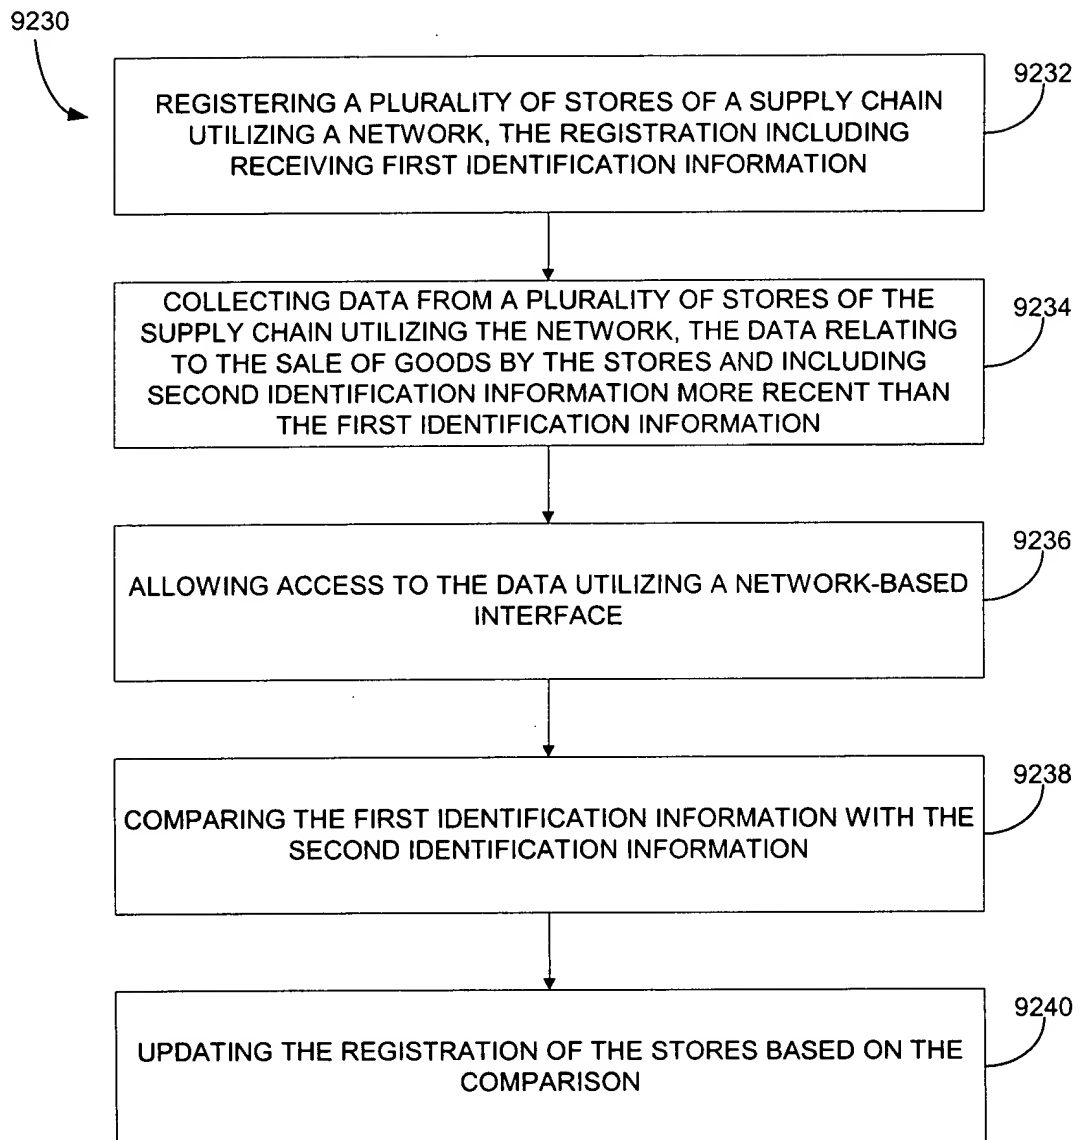 9230
9232
REGISTERING A PLURALITY OF STORES OF A SUPPLY CHAIN
UTILIZING A NETWORK, THE REGISTRATION INCLUDING
RECEIVING FIRST IDENTIFICATION INFORMATION
9234
COLLECTING DATA FROM A PLURALITY OF STORES OF THE
SUPPLY CHAIN UTILIZING THE NETWORK, THE DATA RELATING
TO THE SALE OF GOODS BY THE STORES AND INCLUDING
SECOND IDENTIFICATION INFORMATION MORE RECENT THAN
THE FIRST IDENTIFICATION INFORMATION
9236
ALLOWING ACCESS TO THE DATA UTILIZING A NETWORK-BASED
INTERFACE
9238
COMPARING THE FIRST IDENTIFICATION INFORMATION WITH THE
SECOND IDENTIFICATION INFORMATION
9240
UPDATING THE REGISTRATION OF THE STORES BASED ON THE
COMPARISON